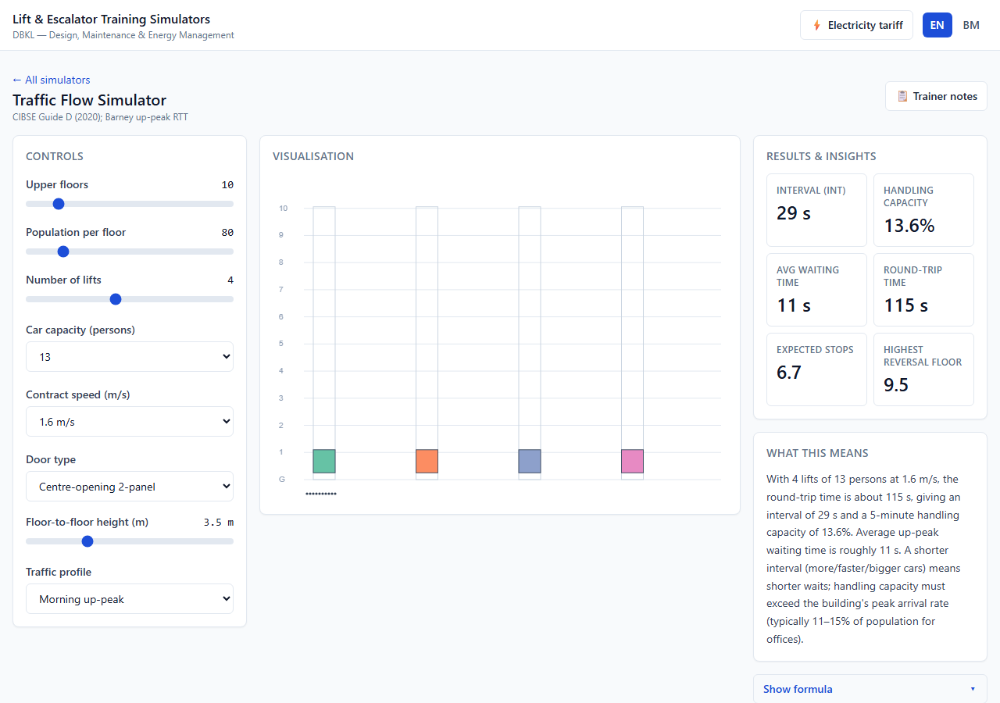 Lift & Escalator Training Simulators
DBKL — Design, Maintenance & Energy Management
Electricity tariff
EN
BM
← All simulators
Traffic Flow Simulator
CIBSE Guide D (2020); Barney up-peak RTT
Trainer notes
CONTROLS
Upper floors 10
Population per floor 80
Number of lifts 4
Car capacity (persons)
13
Contract speed (m/s)
1.6 m/s
Door type
Centre-opening 2-panel
Floor-to-floor height (m) 3.5 m
Traffic profile
Morning up-peak
VISUALISATION
10
9
8
7
6
5
4
3
2
1
G
RESULTS & INSIGHTS
INTERVAL (INT)
29 s
HANDLING
CAPACITY
13.6%
AVG WAITING
TIME
11 s
ROUND-TRIP
TIME
115 s
EXPECTED STOPS
6.7
HIGHEST
REVERSAL FLOOR
9.5
WHAT THIS MEANS
With 4 lifts of 13 persons at 1.6 m/s, the
round-trip time is about 115 s, giving an
interval of 29 s and a 5-minute handling
capacity of 13.6%. Average up-peak
waiting time is roughly 11 s. A shorter
interval (more/faster/bigger cars) means
shorter waits; handling capacity must
exceed the building's peak arrival rate
(typically 11–15% of population for
offices).
Show formula